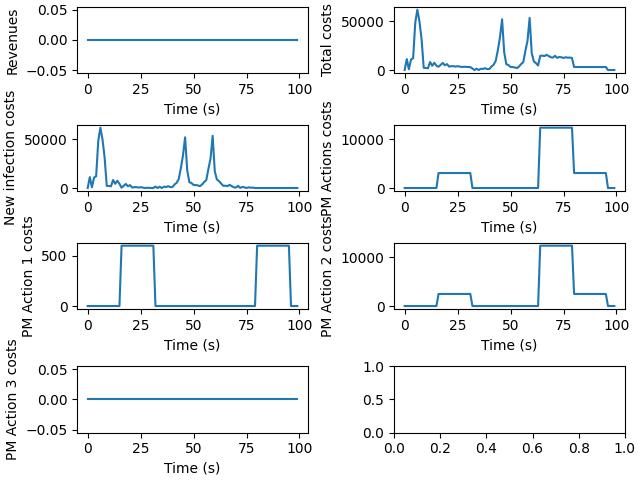 Revenues
0.05
0.00
−0.05
0 25 50 75 100
Time (s)
Total costs
50000
0
0 25 50 75 100
Time (s)
New infection costs
50000
0
0 25 50 75 100
Time (s)
PM Actions costs
10000
0
0 25 50 75 100
Time (s)
PM Action 1 costs
500
0
0 25 50 75 100
Time (s)
PM Action 2 costs
10000
0
0 25 50 75 100
Time (s)
PM Action 3 costs
0.05
0.00
−0.05
0 25 50 75 100
Time (s)
1.0
0.5
0.0
0.0 0.2 0.4 0.6 0.8 1.0